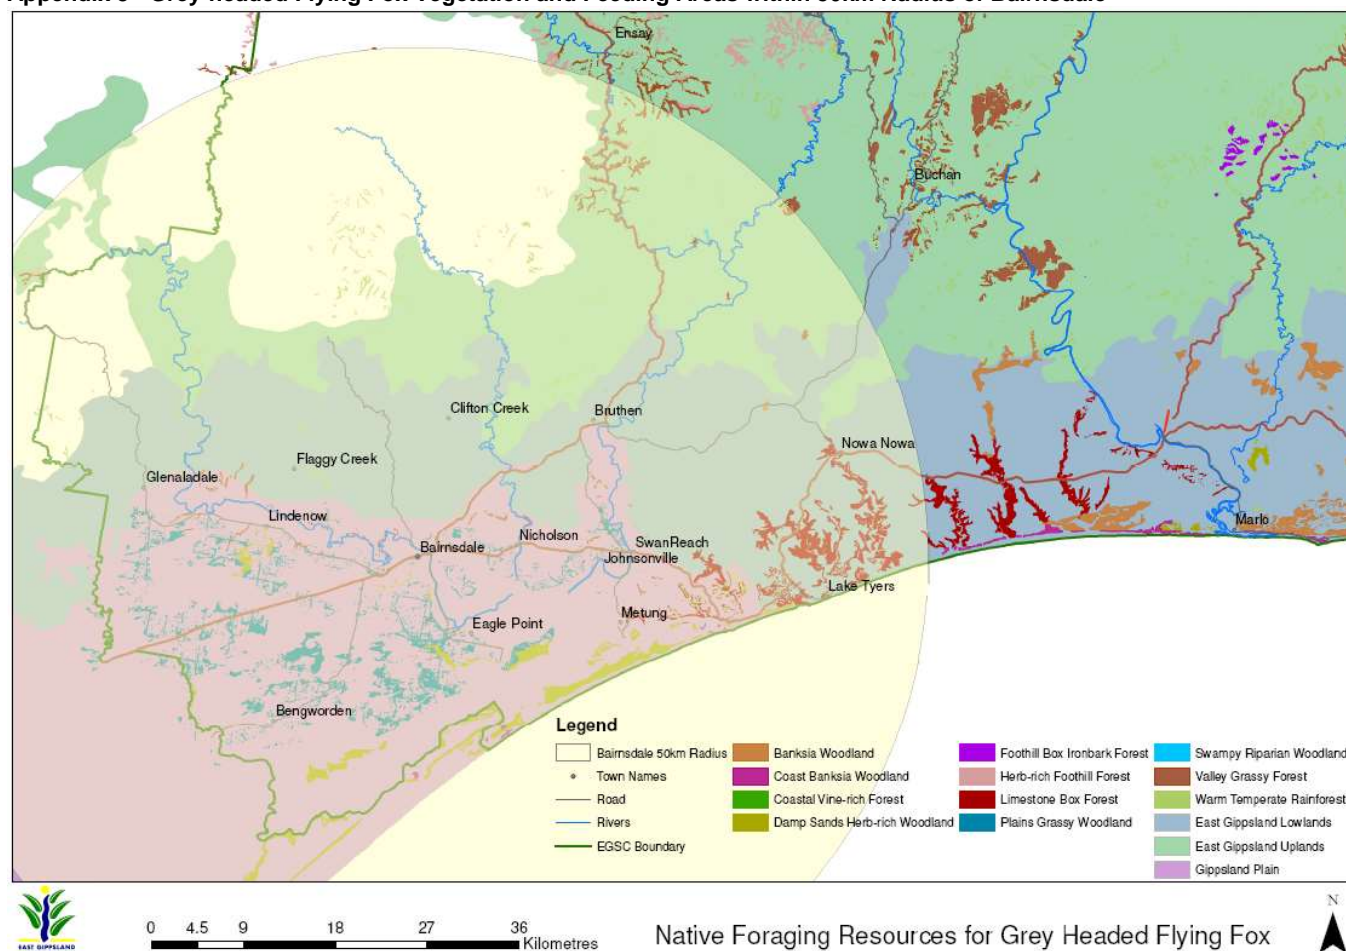 Ensay
Buchan
Clifton Creek
Bruthen
Nowa Nowa
Flaggy Creek
Glenaladale
Lindenow
Nicholson
SwanReach
Bairnsdale
Johnsonville
Marlo
Lake Tyers
Metung
Eagle Point
Bengworden
Legend
Bairnsdale 50km Radius
Town Names
Road
Rivers
EGSC Boundary
Banksia Woodland
Coast Banksia Woodland
Coastal Vine-rich Forest
Damp Sands Herb-rich Woodland
Foothill Box Ironbark Forest
Herb-rich Foothill Forest
Limestone Box Forest
Plains Grassy Woodland
Swampy Riparian Woodland
Valley Grassy Forest
Warm Temperate Rainforest
East Gippsland Lowlands
East Gippsland Uplands
Gippsland Plain
EAST GIPPSLAND
0 4.5 9 18 27 36
Kilometres
Native Foraging Resources for Grey Headed Flying Fox
N